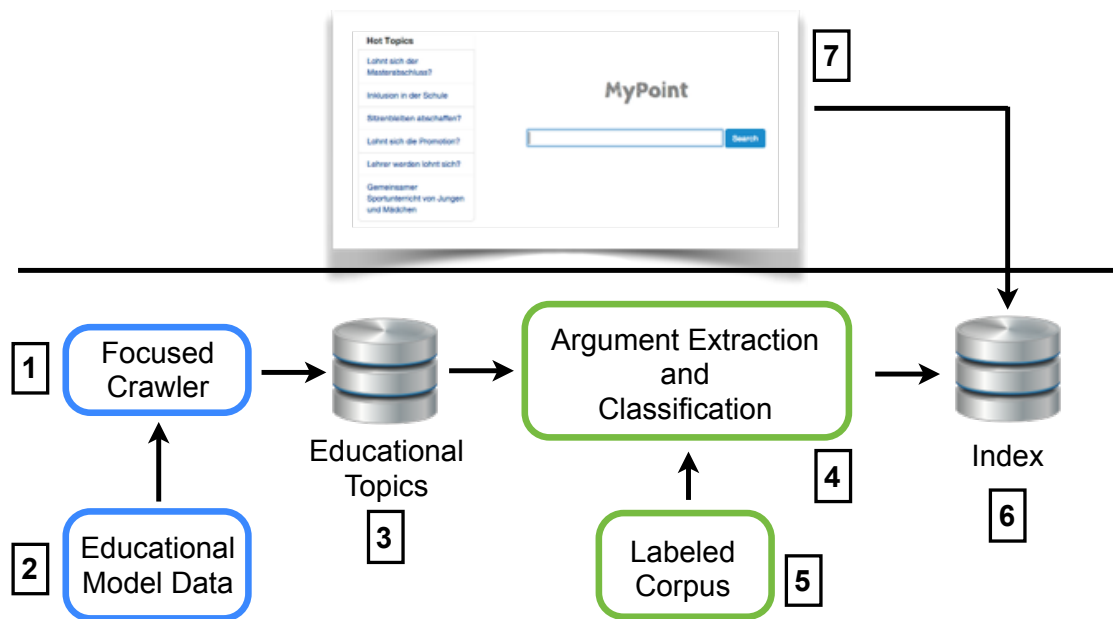 Hot Topics
Lohnt sich der
Masterabschluss?
Inklusion in der Schule
Sitzenbleiben abschaffen?
Lohnt sich die Promotion?
Lehrer werden lohnt sich?
Gemeinsamer
Sportunterricht von Jungen
und Mädchen
MyPoint
Search
7
1
Focused
Crawler
Educational
Topics
3
2
Educational
Model Data
Argument Extraction
and
Classification
4
Labeled
Corpus
5
Index
6